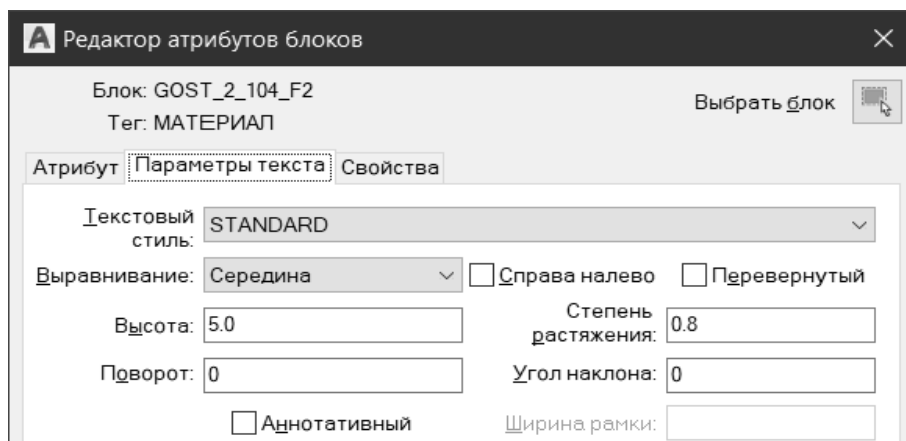 Редактор атрибутов блоков
Блок: GOST_2_104_F2
Выбрать блок
Тег: МАТЕРИАЛ
Атрибут Параметры текста Свойства
Текстовый стиль: STANDARD
Выравнивание: Середина Справа налево Перевернутый
Высота: 5.0 Степень растяжения: 0.8
Поворот: 0 Угол наклона: 0
Аннотативный Ширина рамки: